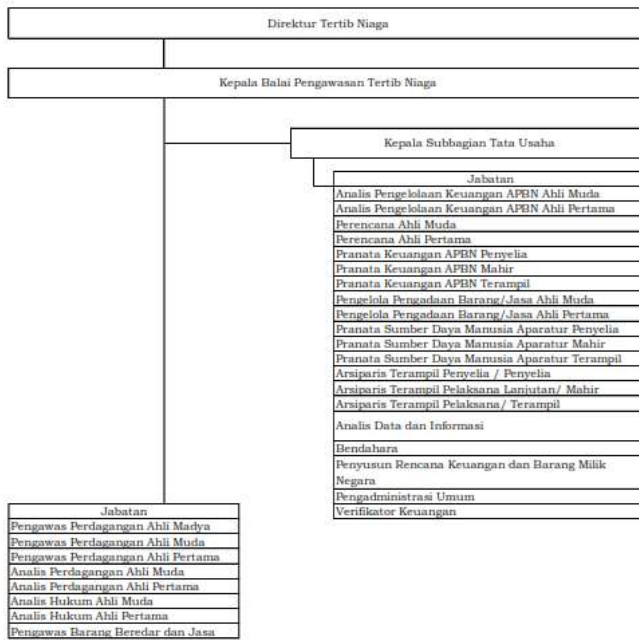 Direktur Tertib Niaga
Kepala Balai Pengawasan Tertib Niaga
Kepala Subbagian Tata Usaha
Jabatan
Analis Pengelolaan Keuangan APBN Ahli Muda
Analis Pengelolaan Keuangan APBN Ahli Pertama
Perencana Ahli Muda
Perencana Ahli Pertama
Pranata Keuangan APBN Penyelia
Pranata Keuangan APBN Mahir
Pranata Keuangan APBN Terampil
Pengelola Pengadaan Barang/Jasa Ahli Muda
Pengelola Pengadaan Barang/Jasa Ahli Pertama
Pranata Sumber Daya Manusia Aparatur Penyelia
Pranata Sumber Daya Manusia Aparatur Mahir
Pranata Sumber Daya Manusia Aparatur Terampil
Arsiparis Terampil Penyelia / Penyelia
Arsiparis Terampil Pelaksana Lanjutan/ Mahir
Arsiparis Terampil Pelaksana/ Terampil
Analis Data dan Informasi
Bendahara
Penyusun Rencana Keuangan dan Barang Milik
Negara
Pengadministrasi Umum
Verifikator Keuangan
Jabatan
Pengawas Perdagangan Ahli Madya
Pengawas Perdagangan Ahli Muda
Pengawas Perdagangan Ahli Pertama
Analis Perdagangan Ahli Muda
Analis Perdagangan Ahli Pertama
Analis Hukum Ahli Muda
Analis Hukum Ahli Pertama
Pengawas Barang Beredar dan Jasa